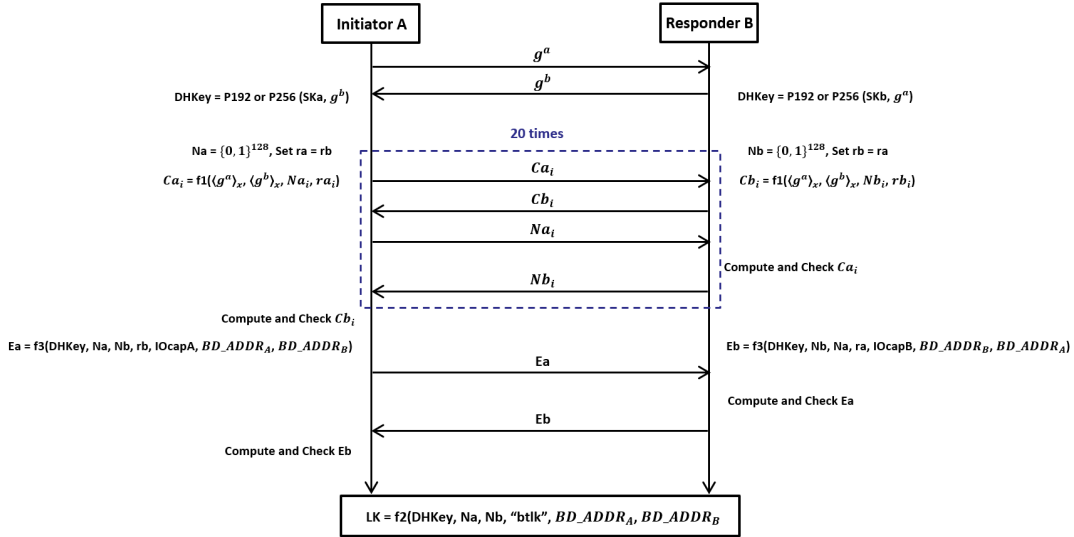 Initiator A
Responder B
g^a
g^b
DHKey = P192 or P256 (SKa, g^b)
DHKey = P192 or P256 (SKb, g^a)
20 times
Na = {0, 1}^128, Set ra = rb
Nb = {0, 1}^128, Set rb = ra
Ca_i
Ca_i = f1(⟨g^a⟩_x, ⟨g^b⟩_x, Na_i, ra_i)
Cb_i = f1(⟨g^a⟩_x, ⟨g^b⟩_x, Nb_i, rb_i)
Cb_i
Na_i
Compute and Check Ca_i
Nb_i
Compute and Check Cb_i
Ea = f3(DHKey, Na, Nb, rb, IOcapA, BD_ADDR_A, BD_ADDR_B)
Eb = f3(DHKey, Nb, Na, ra, IOcapB, BD_ADDR_B, BD_ADDR_A)
Ea
Compute and Check Ea
Eb
Compute and Check Eb
LK = f2(DHKey, Na, Nb, “btlk”, BD_ADDR_A, BD_ADDR_B